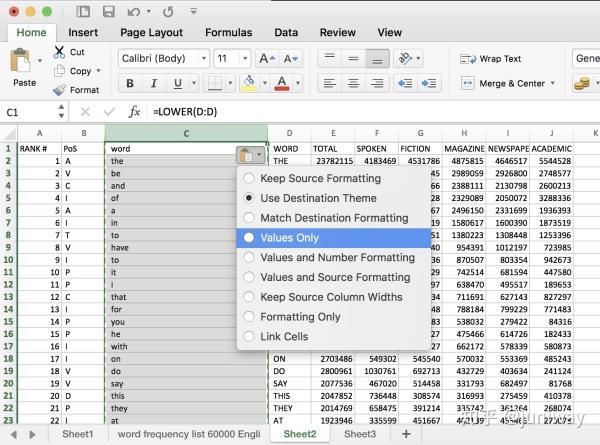 Home Insert Page Layout Formulas Data Review View
Paste
Cut
Copy
Format
Calibri (Body) 11 A A
B I U A
Wrap Text
Merge & Center
Gene
C1 fx =LOWER(D:D)
A B C D E F G H I J K
1 RANK # PoS word WORD TOTAL SPOKEN FICTION MAGAZINE NEWSPAPE ACADEMIC
2 1 A the THE 23782115 4183469 4531786 4875815 4646517 5544528
3 2 V be 45 2989059 2926800 2748577
4 3 C and 66 2388111 2130798 2600213
5 4 I of 28 2329089 2050072 3288336
6 5 A a 67 2496150 2331699 1936393
7 6 I in 19 1580617 1600390 1873519
8 7 T to 70 1380223 1308448 1253396
9 8 V have 40 954391 1012197 723985
10 9 I to 37 870507 803354 942673
11 10 P it 29 742514 681594 447580
12 11 P i 37 638470 495517 189653
13 12 C that 34 711691 627143 827297
14 13 I for 48 788184 799229 771483
15 14 P you 83 538032 279422 84316
16 15 P he 27 475466 614726 182433
17 16 I with 66 462172 578339 580873
18 17 I on ON 2703486 549302 545540 570032 553369 485243
19 18 V do DO 2800961 1030761 692713 432729 403634 241124
20 19 V say SAY 2075536 467020 514458 331793 682497 81768
21 20 D this THIS 2047852 736448 308574 316993 275459 410378
22 21 P they THEY 2014769 658475 391214 335742 361264 268074
23 22 I at AT 1923946 335599 451667
Keep Source Formatting
Use Destination Theme
Match Destination Formatting
Values Only
Values and Number Formatting
Values and Source Formatting
Keep Source Column Widths
Formatting Only
Link Cells
Sheet1 word frequency list 60000 Engli Sheet2 Sheet3 +